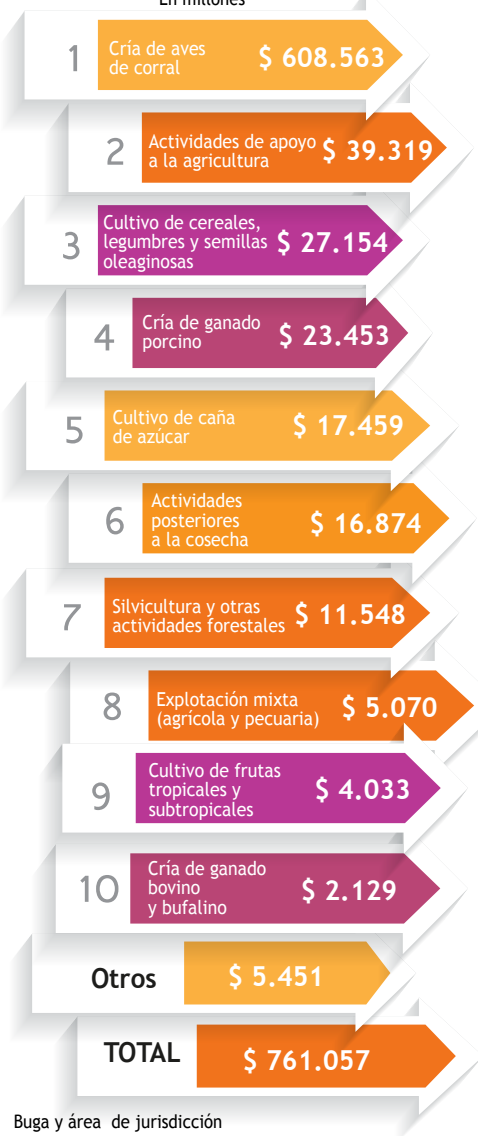 En millones
1
Cría de aves
de corral
$ 608.563
2
Actividades de apoyo
a la agricultura
$ 39.319
3
Cultivo de cereales,
legumbres y semillas
oleaginosas
$ 27.154
4
Cría de ganado
porcino
$ 23.453
5
Cultivo de caña
de azúcar
$ 17.459
6
Actividades
posteriores
a la cosecha
$ 16.874
7
Silvicultura y otras
actividades forestales
$ 11.548
8
Explotación mixta
(agrícola y pecuaria)
$ 5.070
9
Cultivo de frutas
tropicales y
subtropicales
$ 4.033
10
Cría de ganado
bovino
y bufalino
$ 2.129
Otros
$ 5.451
TOTAL
$ 761.057
Buga y área de jurisdicción